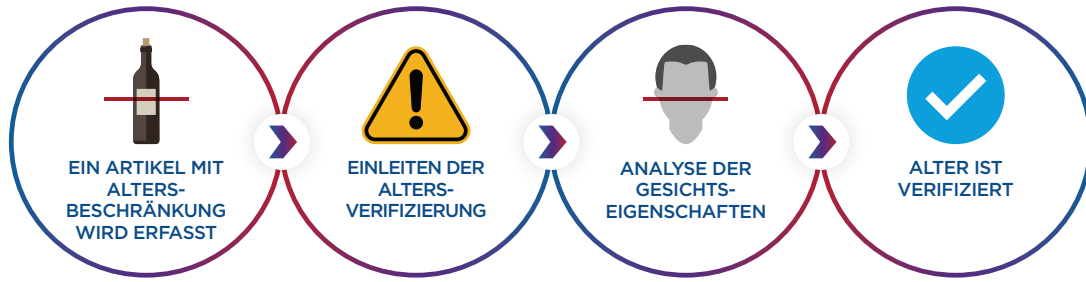 EIN ARTIKEL MIT
ALTERS-
BESCHRÄNKUNG
WIRD ERFASST
EINLEITEN DER
ALTERS-
VERIFIZIERUNG
ANALYSE DER
GESICHTS-
EIGENSCHAFTEN
ALTER IST
VERIFIZIERT